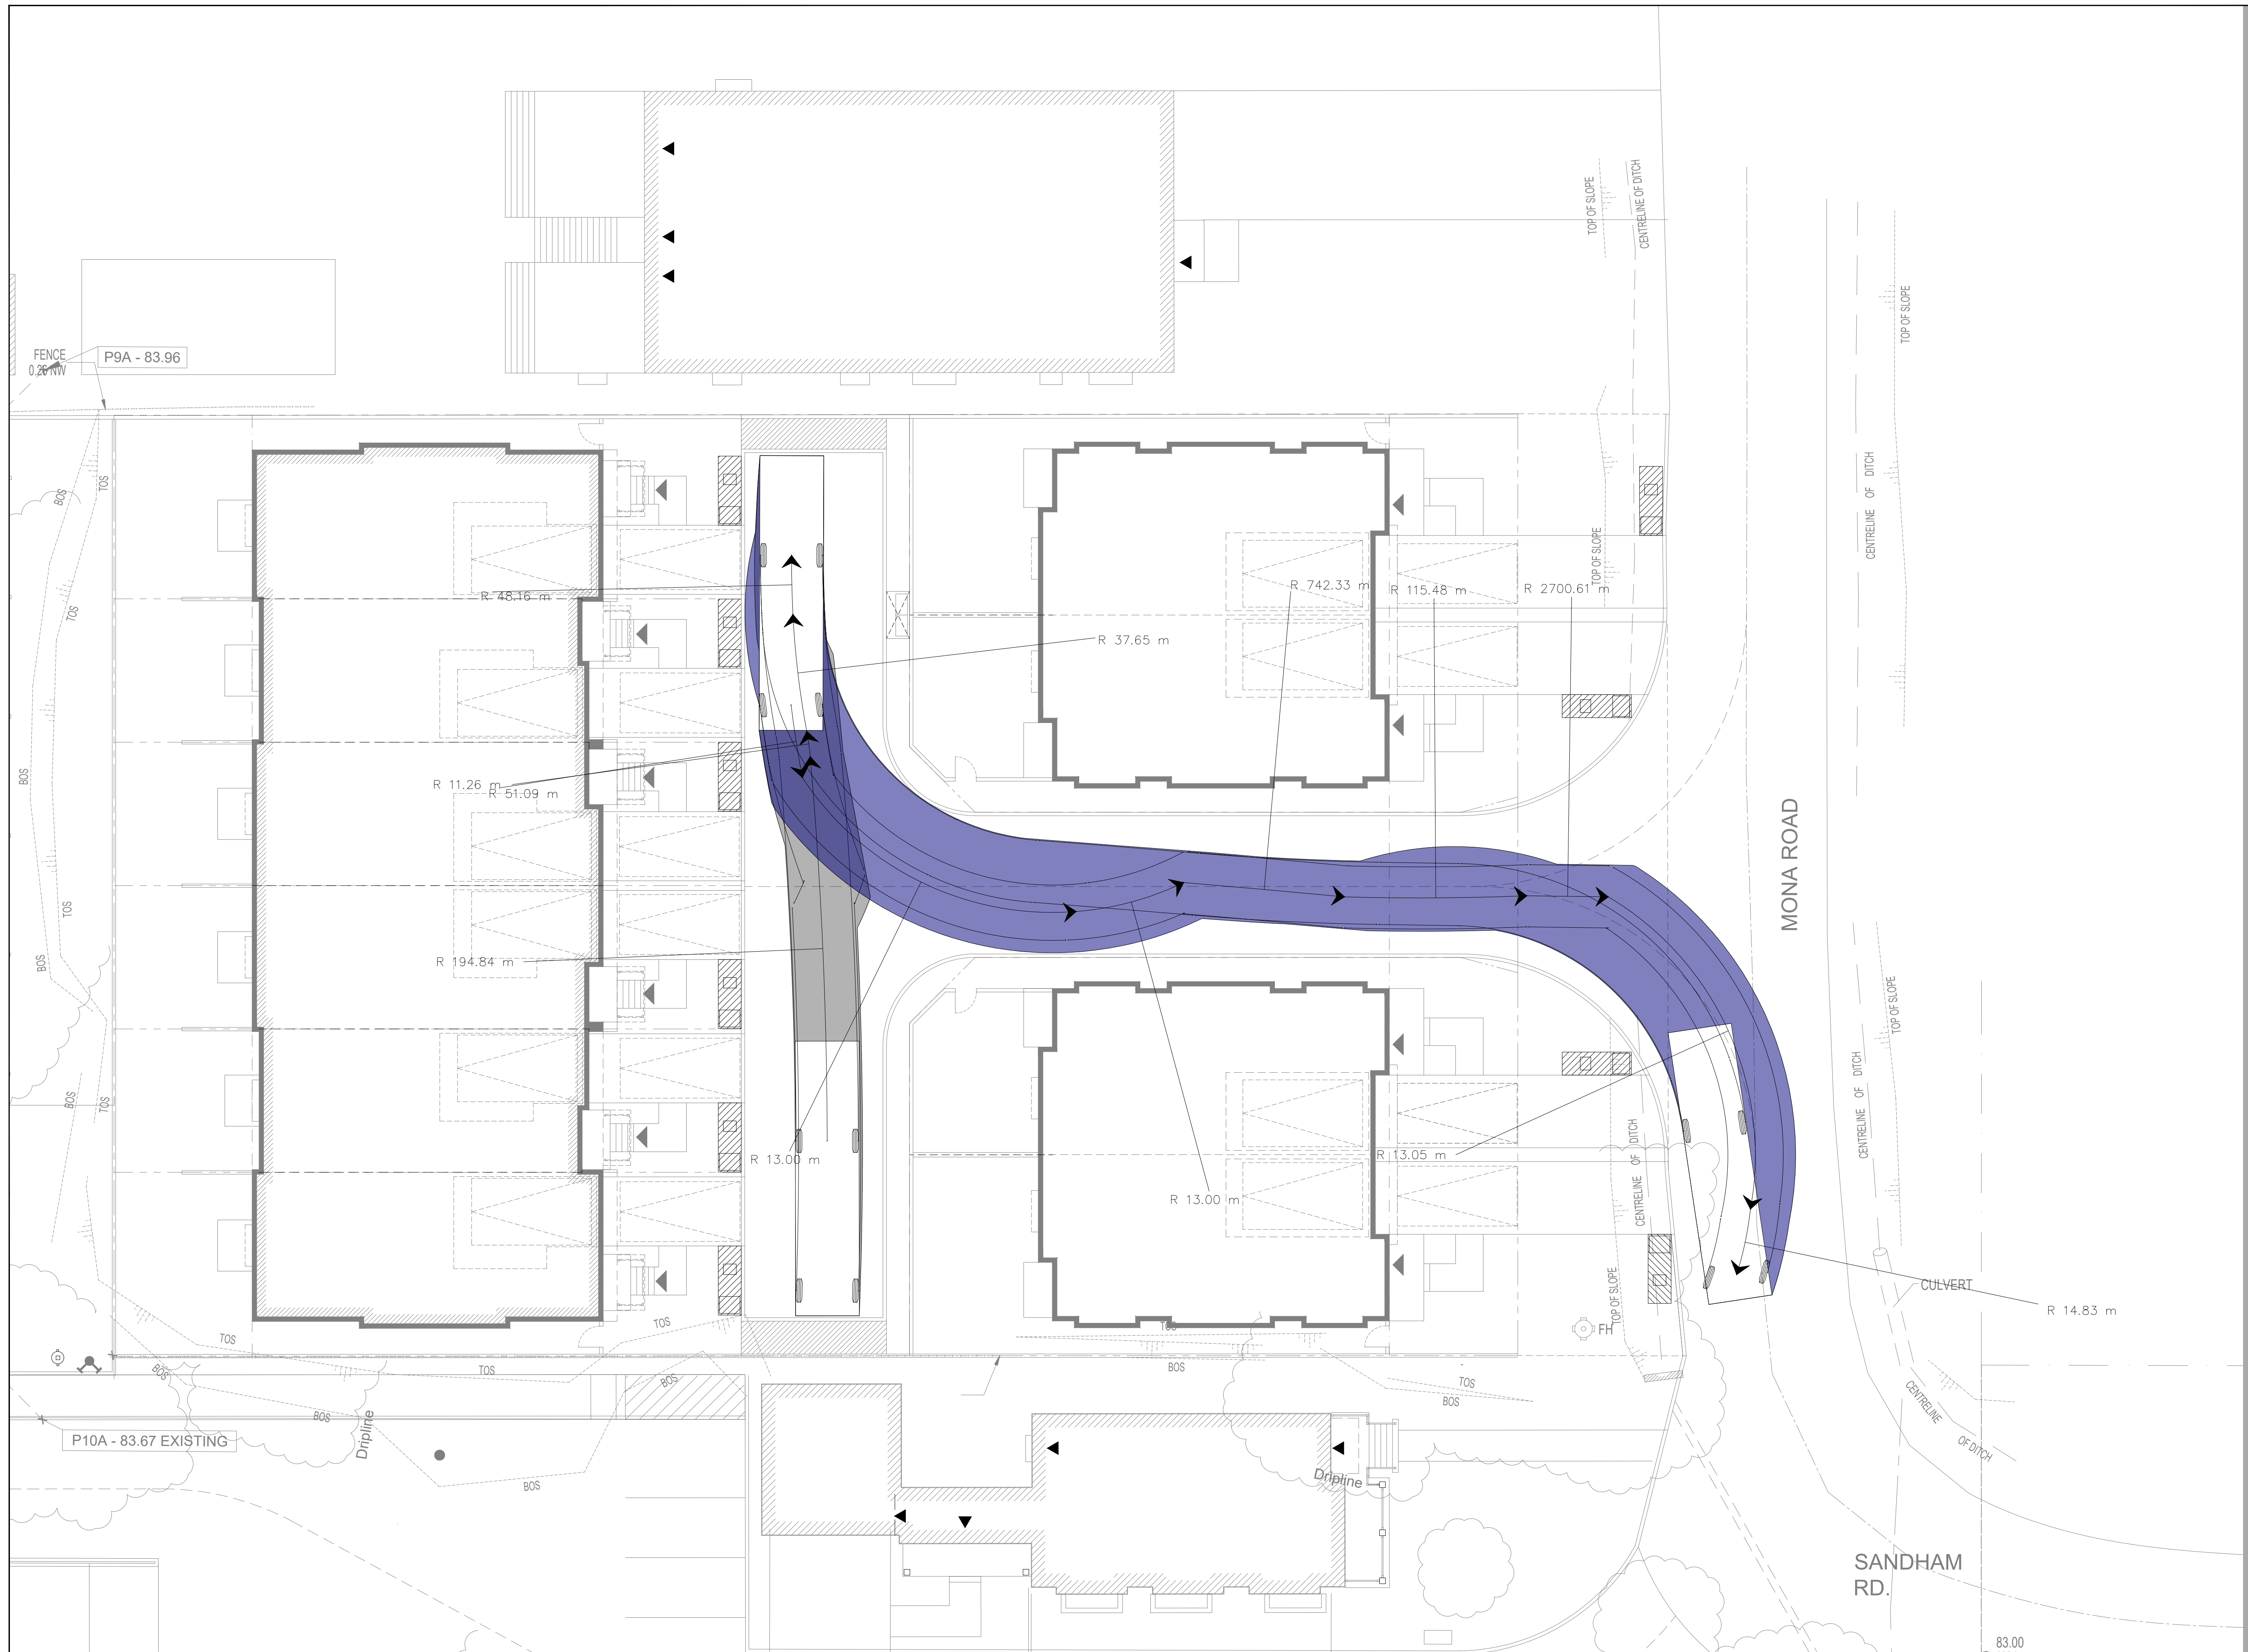 TOP OF SLOPE
CENTRELINE OF DITCH
TOP OF SLOPE
FENCE
0.26 NW
P9A - 83.96
BOS
TOS
TOS
CENTRELINE OF DITCH
TOP OF SLOPE
R 48.16 m
R 742.33 m
R 115.48 m
R 2700.61 m
R 37.65 m
BOS
R 11.26 m
R 51.09 m
MONA ROAD
TOS
BOS
R 194.84 m
TOP OF SLOPE
BOS
TOS
R 13.00 m
R 13.00 m
R 13.05 m
CENTRELINE OF DITCH
CENTRELINE OF DITCH
TOP OF SLOPE
CULVERT
R 14.83 m
FH
TOS
TOS
TOS
BOS
TOS
BOS
BOS
TOS
BOS
CENTRELINE OF DITCH
BOS
Dripline
P10A - 83.67 EXISTING
BOS
Dripline
SANDHAM
RD.
83.00